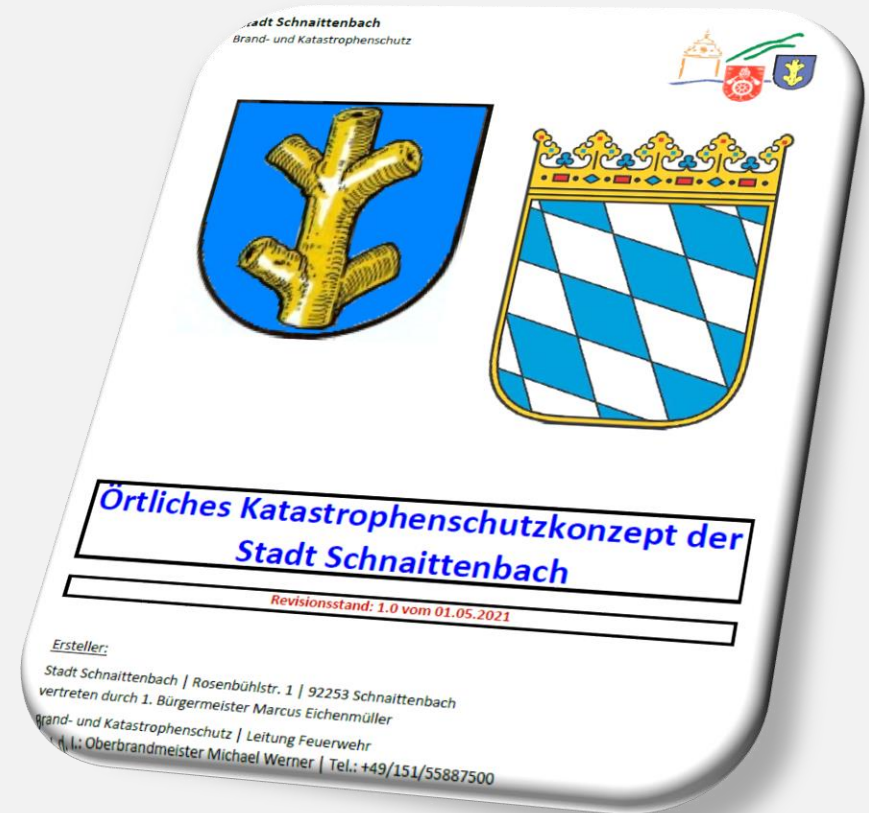 Stadt Schnaittenbach
Brand- und Katastrophenschutz
Örtliches Katastrophenschutzkonzept der
Stadt Schnaittenbach
Revisionsstand: 1.0 vom 01.05.2021
Ersteller:
Stadt Schnaittenbach | Rosenbühlstr. 1 | 92253 Schnaittenbach
vertreten durch 1. Bürgermeister Marcus Eichenmüller
Brand- und Katastrophenschutz | Leitung Feuerwehr
d. l.: Oberbrandmeister Michael Werner | Tel.: +49/151/55887500